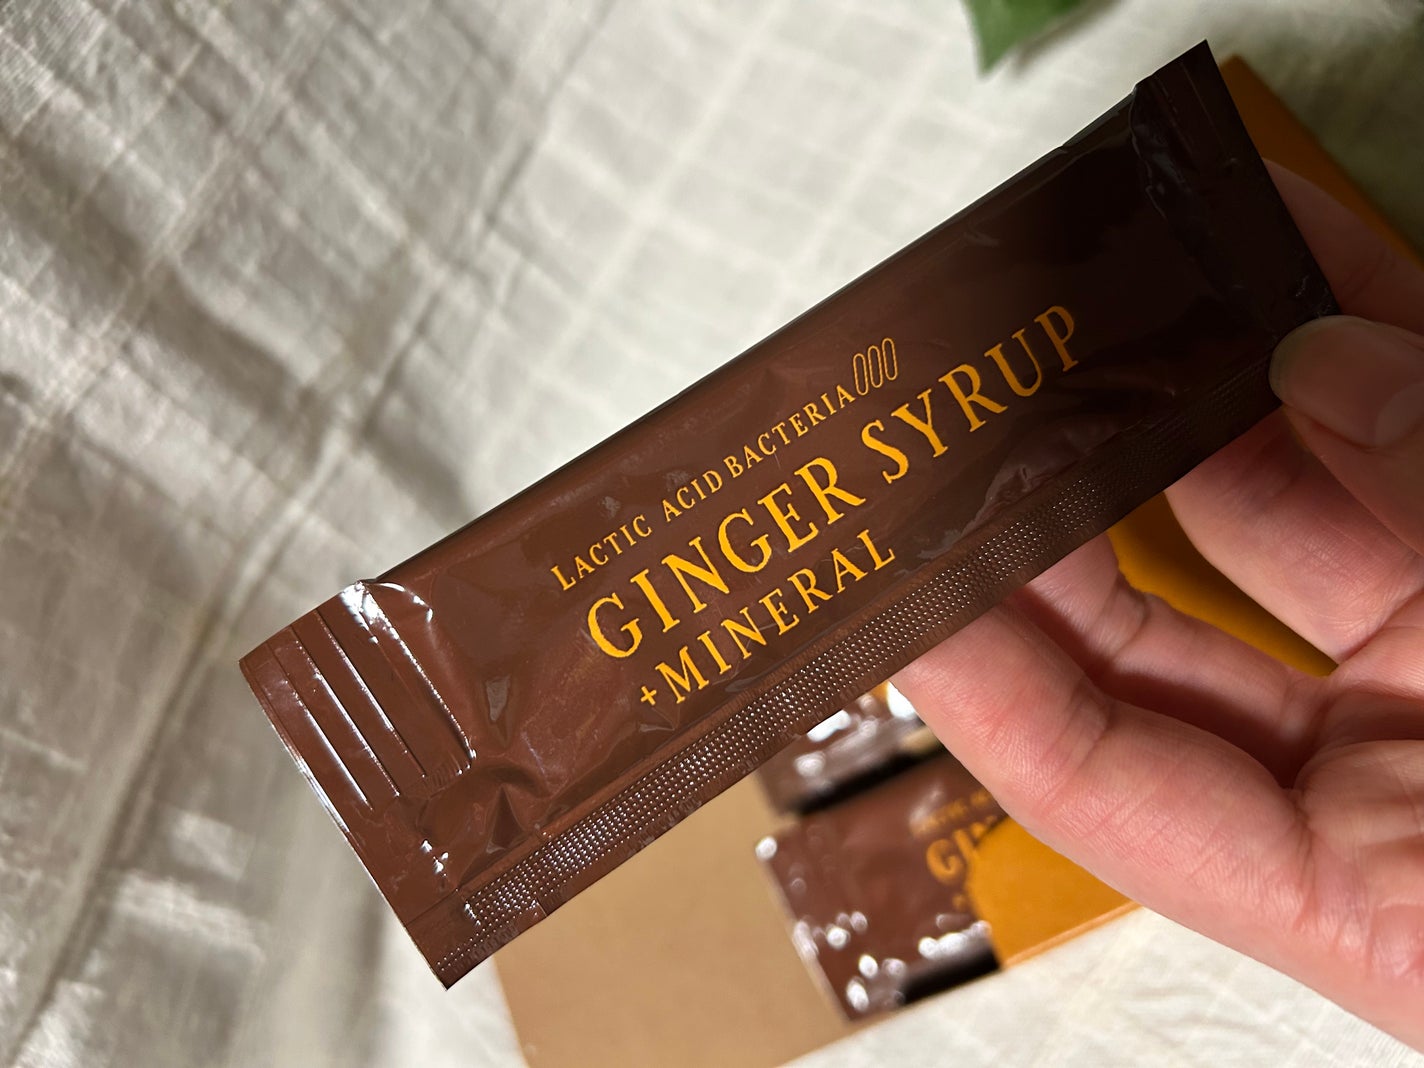 LACTIC ACID BACTERIA
GINGER SYRUP
+MINERAL